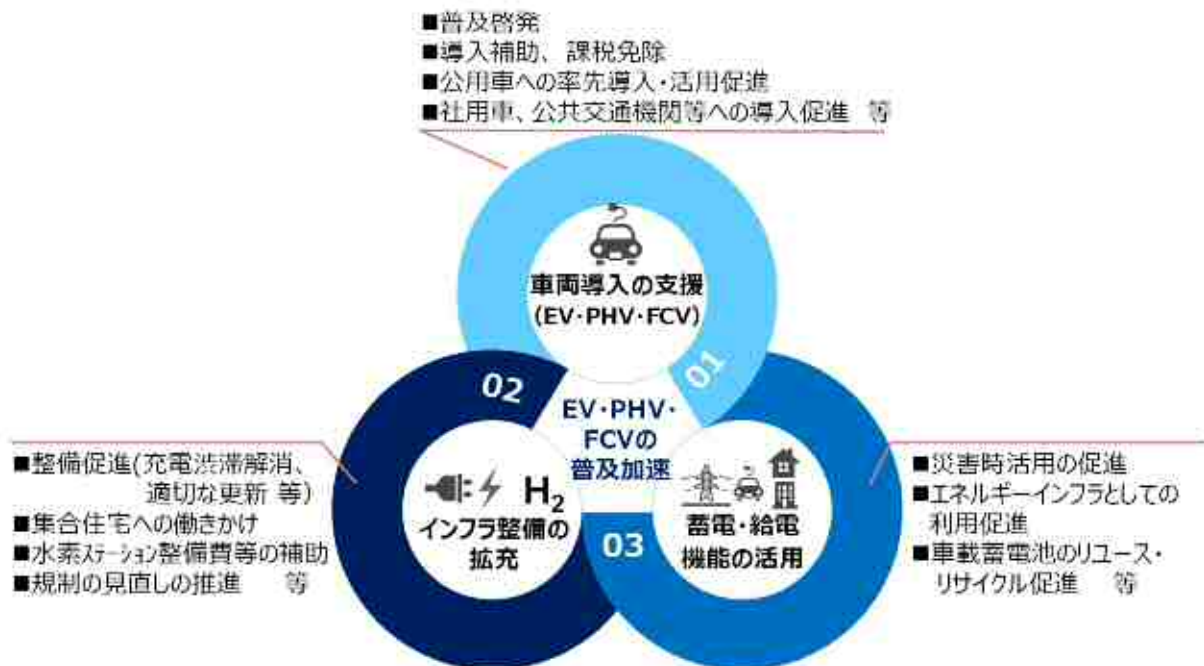 ■普及啓発
■導入補助、課税免除
■公用車への率先導入・活用促進
■社用車、公共交通機関等への導入促進 等
車両導入の支援
(EV・PHV・FCV)
01
02
EV・PHV・
FCVの
普及加速
■整備促進(充電渋滞解消、
適切な更新 等)
■集合住宅への働きかけ
■水素ステーション整備費等の補助
■規制の見直しの推進 等
H₂
インフラ整備の
拡充
03
蓄電・給電
機能の活用
■災害時活用の促進
■エネルギーインフラとしての
利用促進
■車載蓄電池のリユース・
リサイクル促進 等